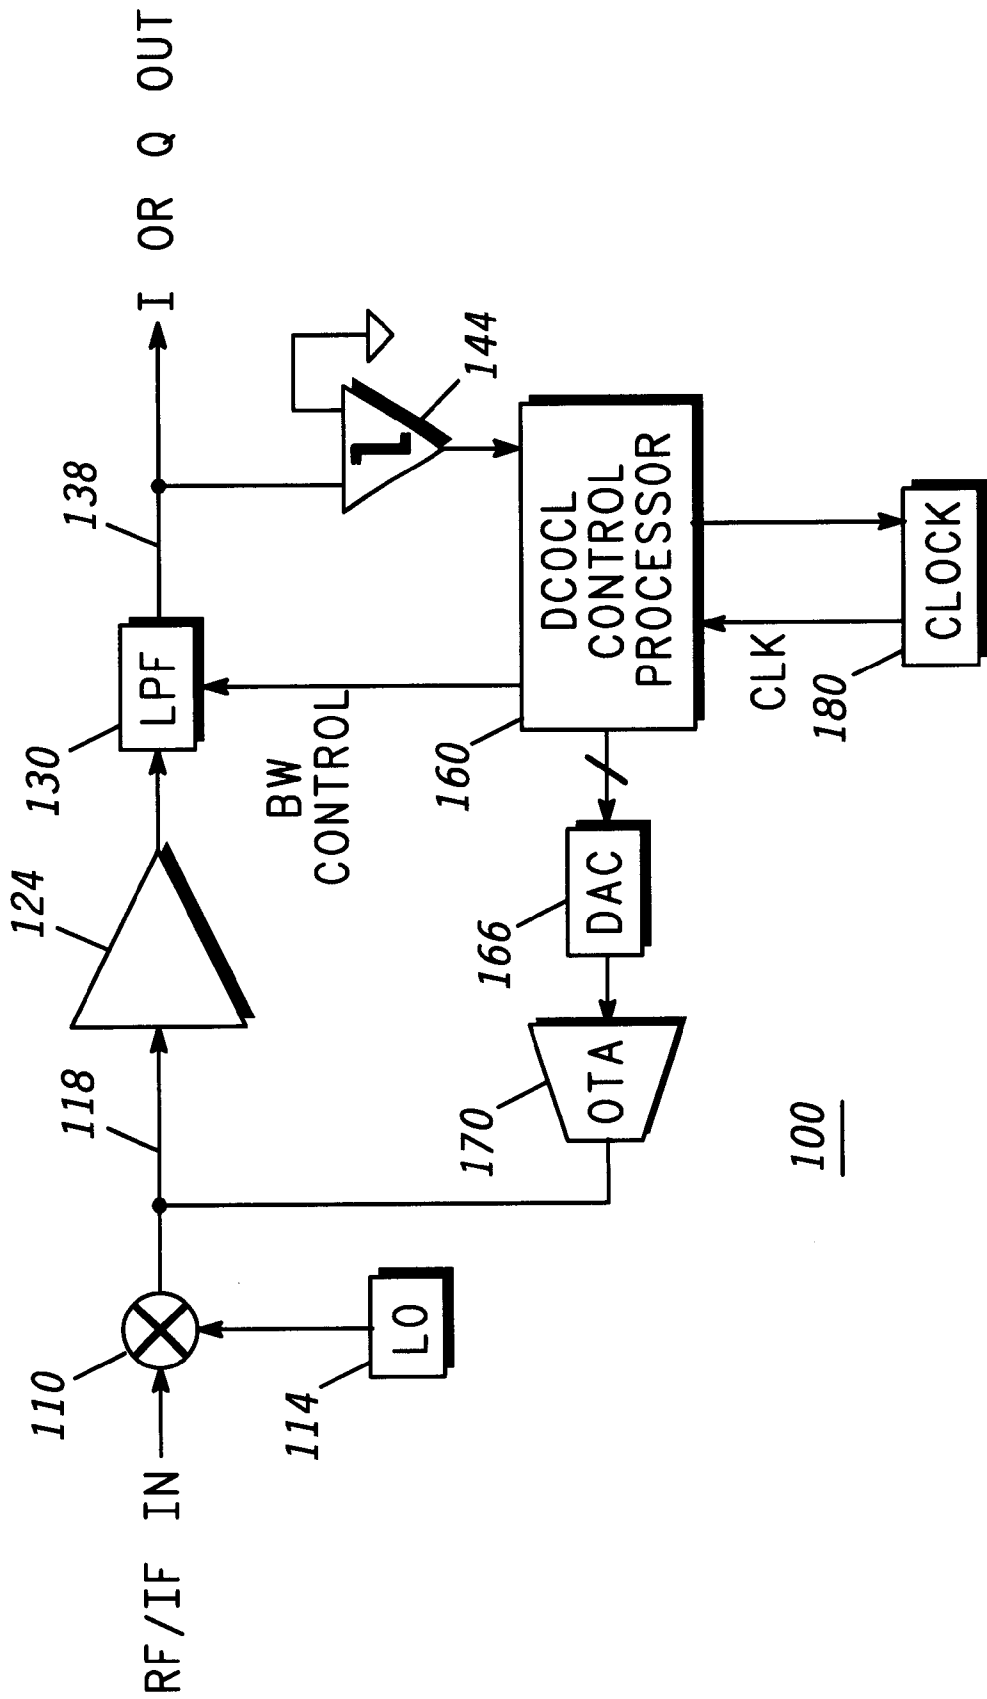 RF/IF IN
110
LO
114
118
124
LPF
130
138
I OR Q OUT
144
BW
CONTROL
DCOCL
CONTROL
PROCESSOR
160
DAC
166
OTA
170
CLK
CLOCK
180
100